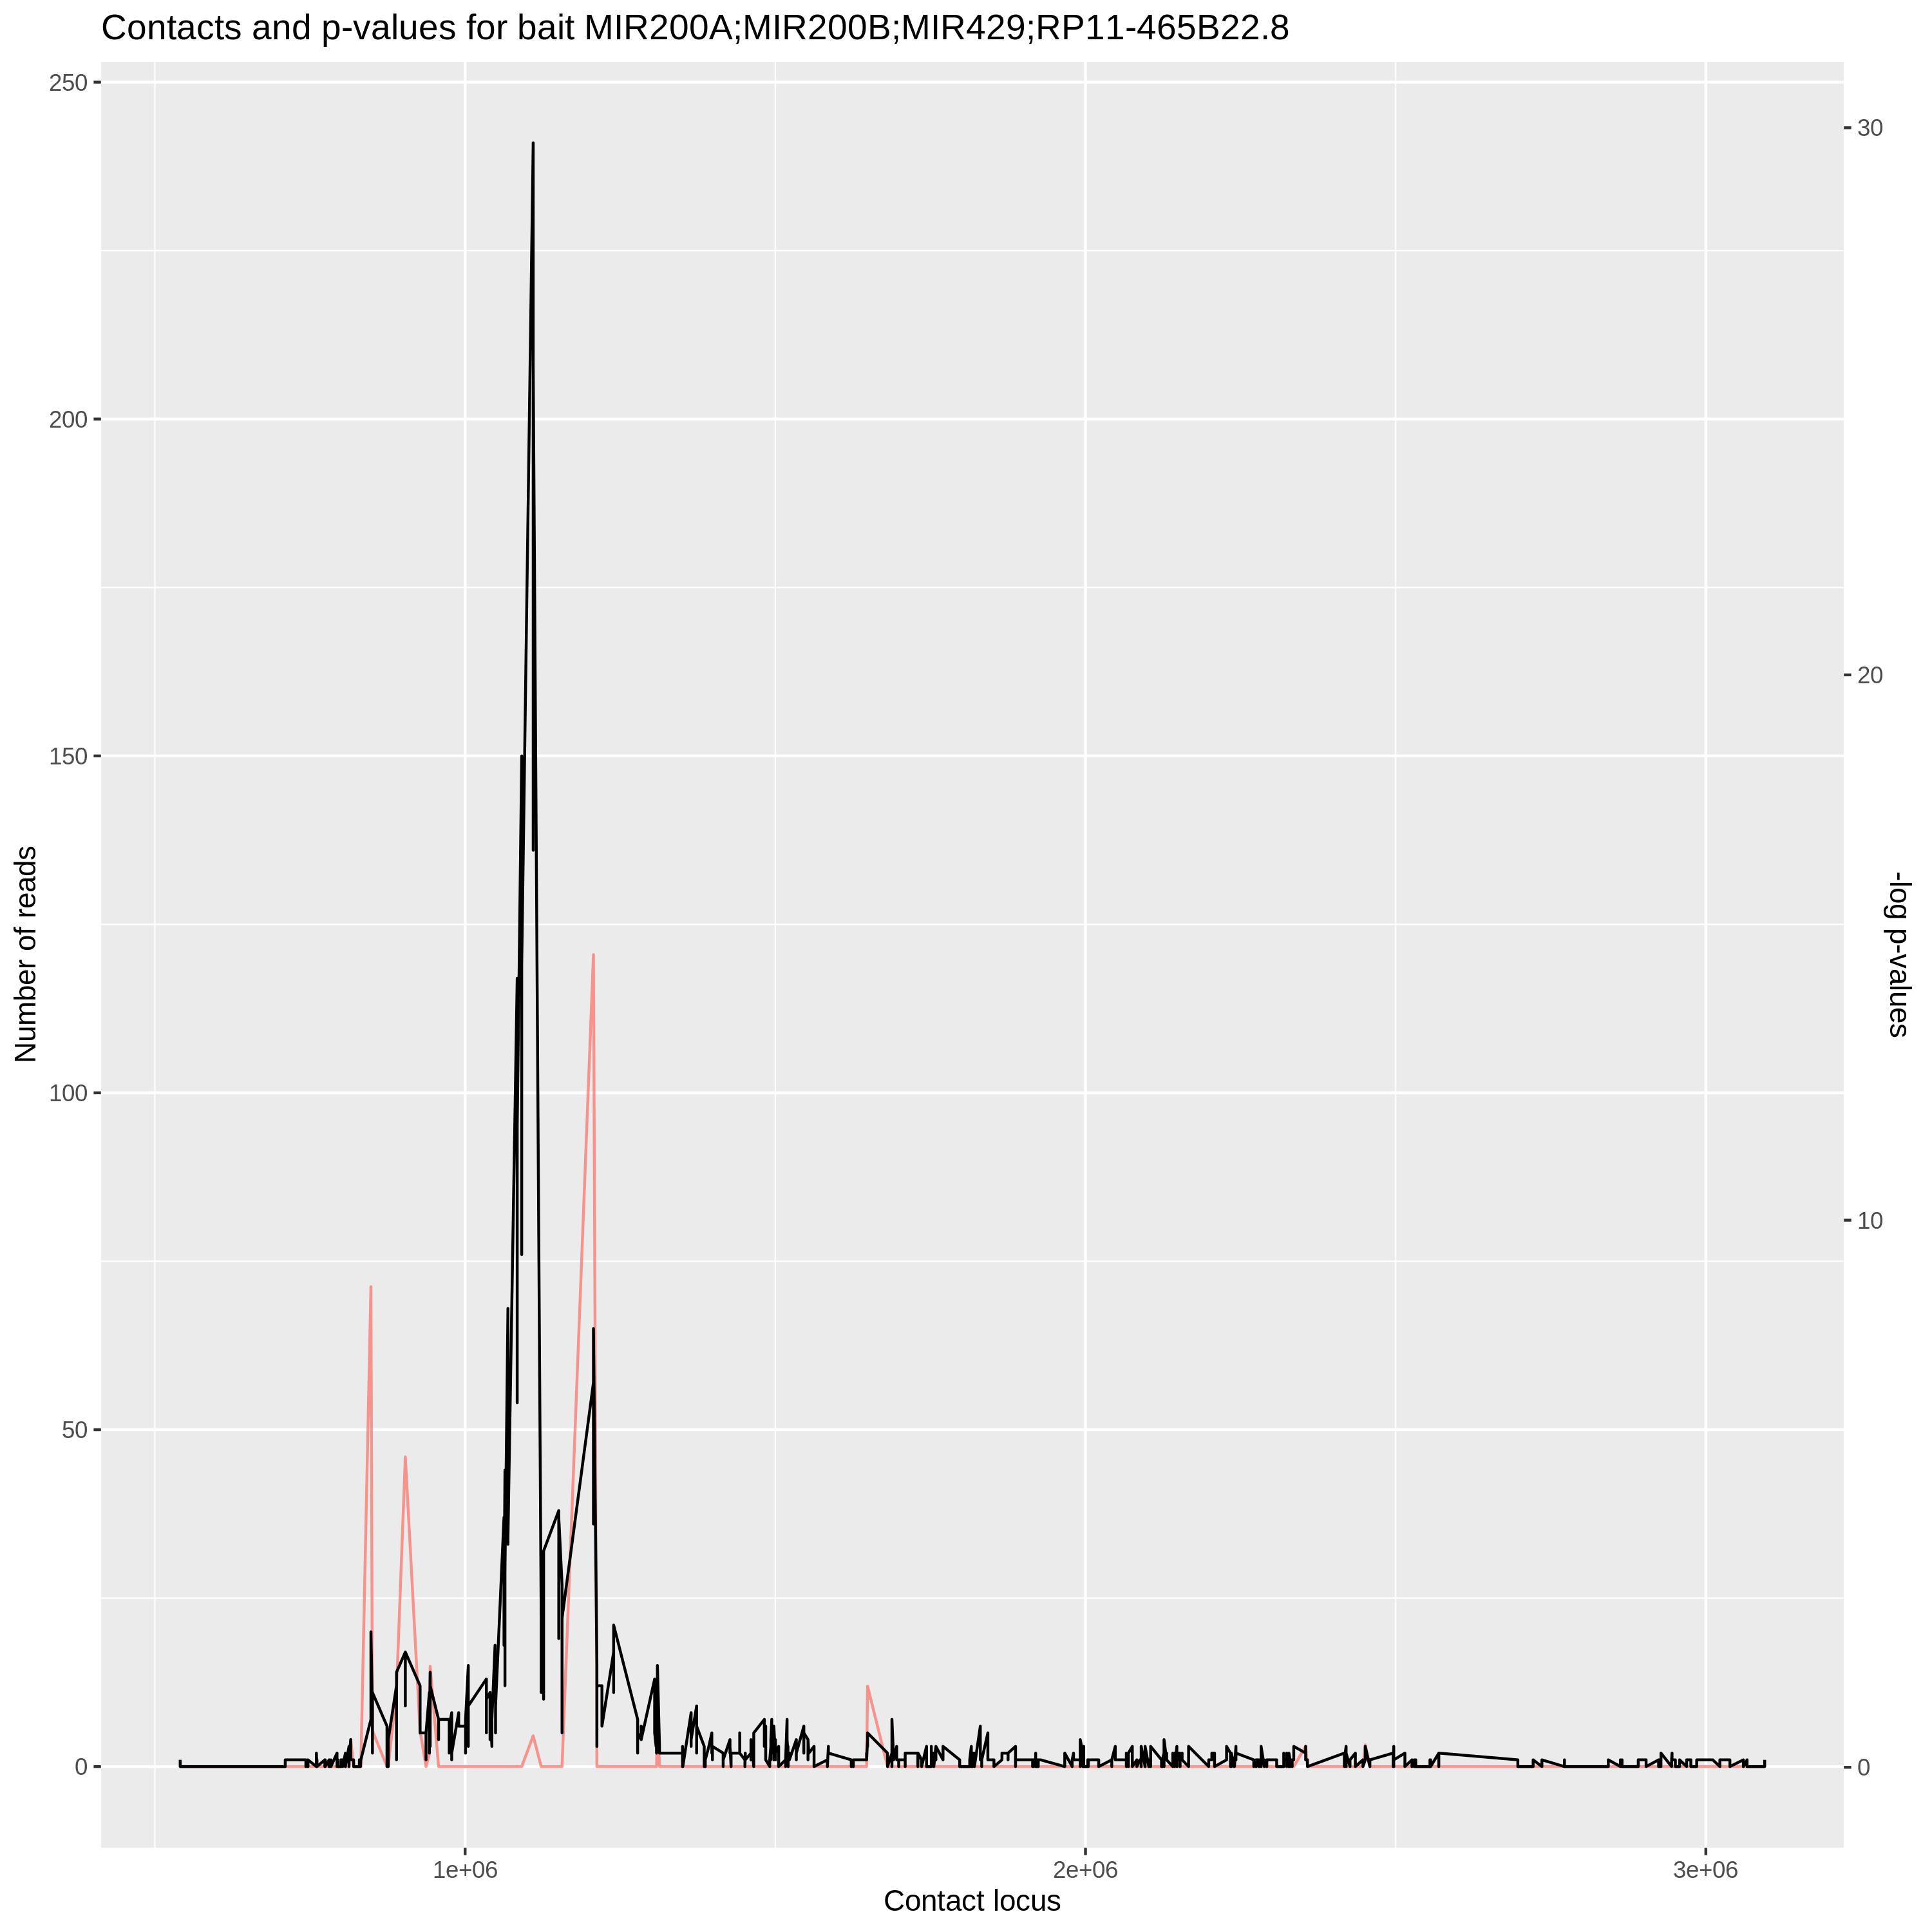 Contacts and p-values for bait MIR200A;MIR200B;MIR429;RP11-465B22.8
250
200
150
100
50
0
Number of reads
30
20
10
0
-log p-values
1e+06
2e+06
3e+06
Contact locus